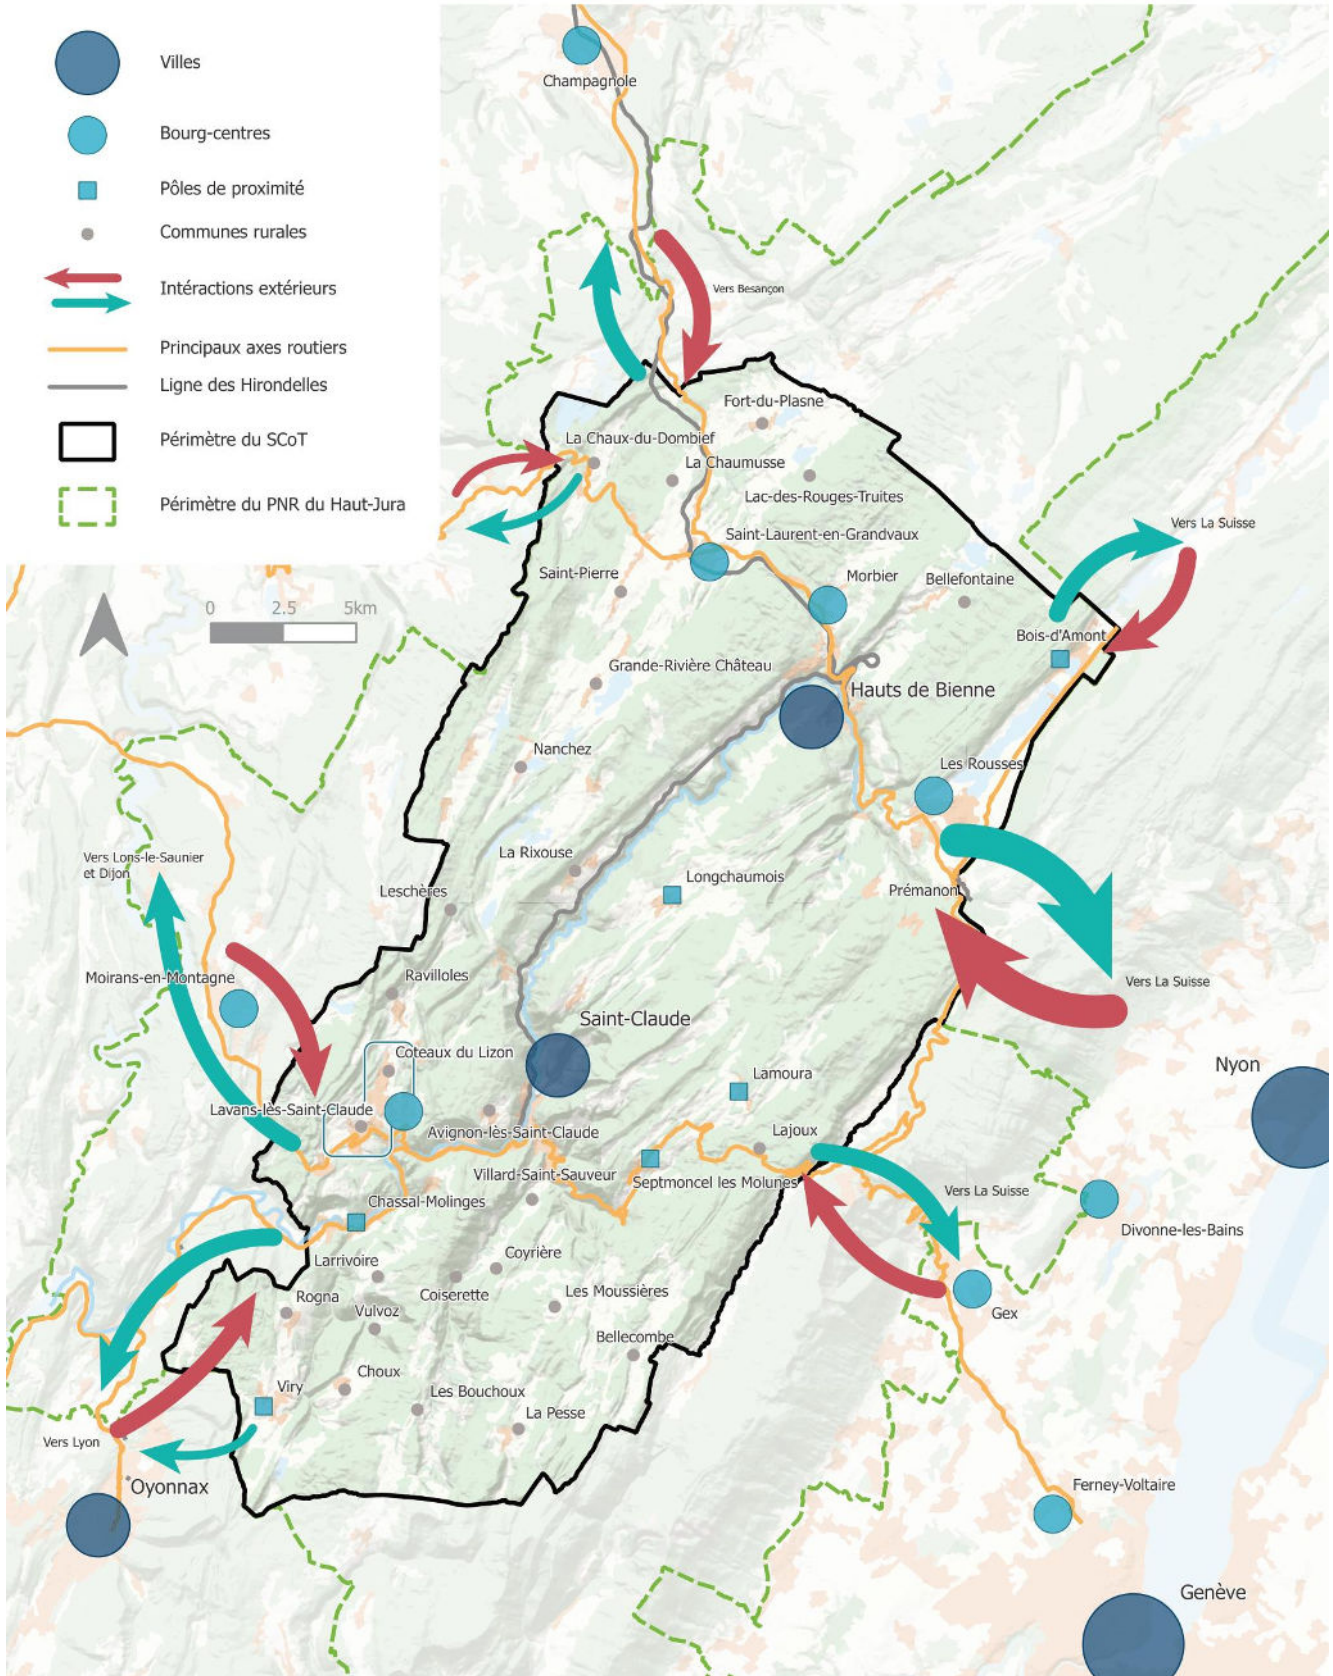 Villes
Bourg-centres
Pôles de proximité
Communes rurales
Intéractions extérieurs
Principaux axes routiers
Ligne des Hirondelles
Périmètre du SCoT
Périmètre du PNR du Haut-Jura
Champagnole
Vers Besançon
Fort-du-Plasne
La Chaux-du-Dombief
La Chaumusse
Lac-des-Rouges-Truites
Saint-Laurent-en-Grandvaux
Vers La Suisse
Saint-Pierre
Morbier
Bellefontaine
0 2.5 5km
Bois-d'Amont
Grande-Rivière Château
Hauts de Bienne
Nanchez
Les Rousses
La Rixouse
Vers Lons-le-Saunier
et Dijon
Longchaumois
Leschères
Prémanon
Ravilloles
Moirans-en-Montagne
Vers La Suisse
Saint-Claude
Coteaux du Lizon
Nyon
Lamoura
Lavans-lès-Saint-Claude
Avignon-lès-Saint-Claude
Lajoux
Villard-Saint-Sauveur
Septmoncel les Molunes
Vers La Suisse
Chassal-Molinges
Divonne-les-Bains
Larrivoire
Coyrière
Rogna
Coiserette
Les Moussières
Vulvoz
Gex
Bellecombe
Choux
Viry
Les Bouchoux
La Pesse
Vers Lyon
Oyonnax
Ferney-Voltaire
Genève